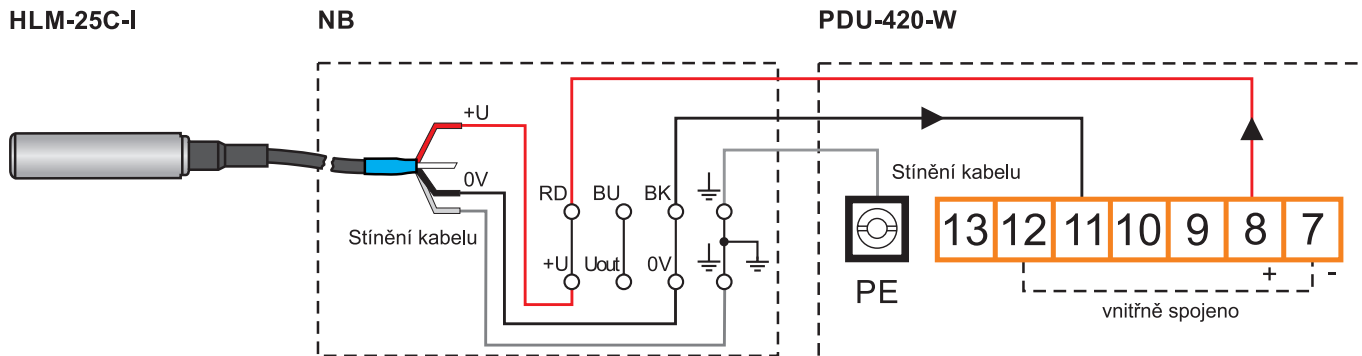 HLM-25C-I
NB
PDU-420-W
+U
0V
Stínění kabelu
RD BU BK
+U Uout 0V
Stínění kabelu
PE
13 12 11 10 9 8 7
+ -
vnitřně spojeno